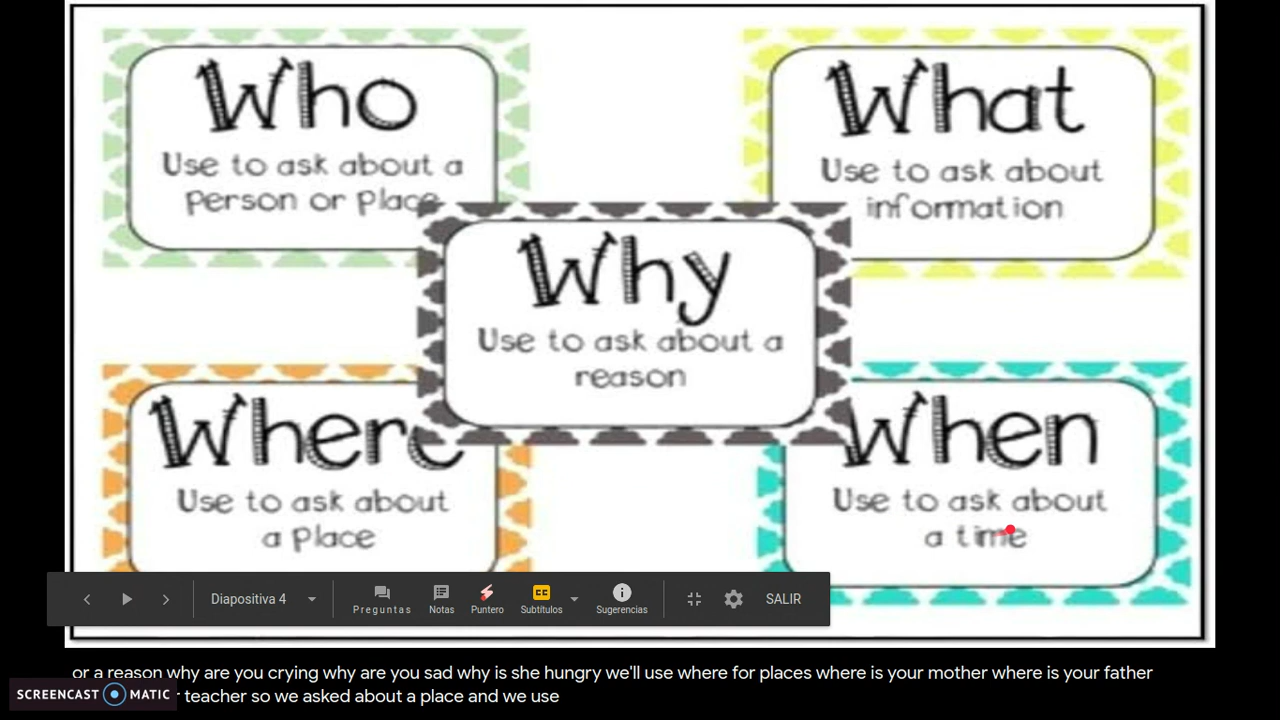 Who
Use to ask about a
Person or Place
What
Use to ask about
information
Why
Use to ask about a
reason
Where
Use to ask about
a Place
When
Use to ask about
a time
Diapositiva 4
Preguntas
Notas
Puntero
CC
Subtítulos
Sugerencias
SALIR
or a reason why are you crying why are you sad why is she hungry we'll use where for places where is your mother where is your father
teacher so we asked about a place and we use
SCREENCAST MATIC